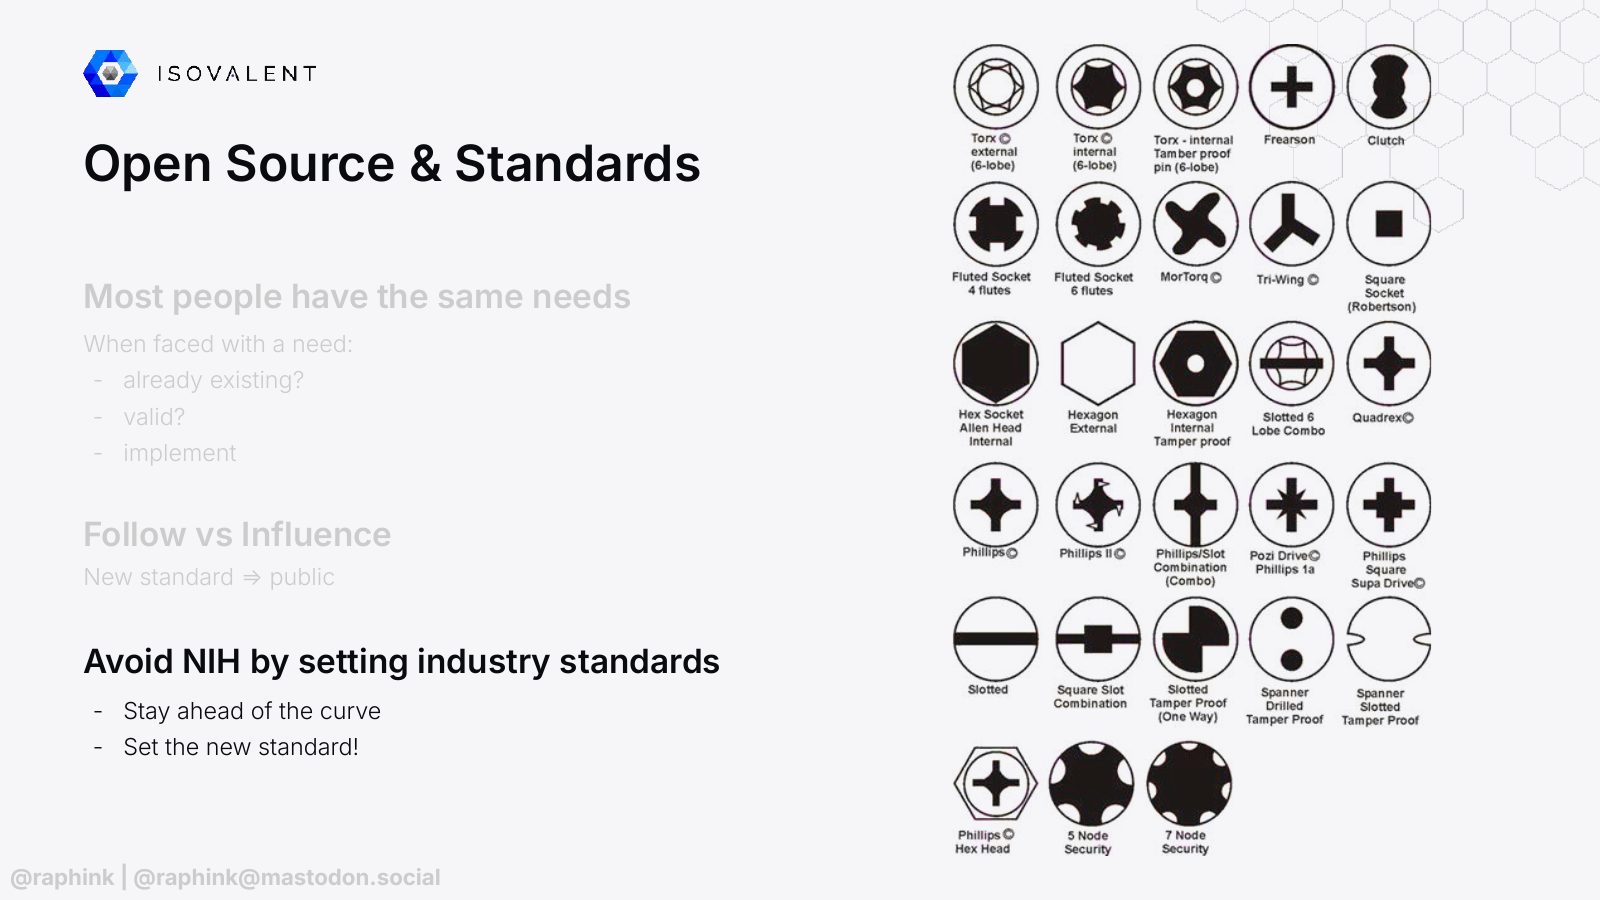 ISOVALENT
Open Source & Standards
Most people have the same needs
When faced with a need:
- already existing?
- valid?
- implement
Follow vs Influence
New standard ⇒ public
Avoid NIH by setting industry standards
- Stay ahead of the curve
- Set the new standard!
@raphink | @raphink@mastodon.social
Torx ©
external
(6-lobe)
Torx ©
internal
(6-lobe)
Torx - internal
Tamber proof
pin (6-lobe)
Frearson
Clutch
Fluted Socket
4 flutes
Fluted Socket
6 flutes
MorTorq ©
Tri-Wing ©
Square
Socket
(Robertson)
Hex Socket
Allen Head
Internal
Hexagon
External
Hexagon
Internal
Tamper proof
Slotted 6
Lobe Combo
Quadrex©
Phillips©
Phillips II ©
Phillips/Slot
Combination
(Combo)
Pozi Drive©
Phillips 1a
Phillips
Square
Supa Drive©
Slotted
Square Slot
Combination
Slotted
Tamper Proof
(One Way)
Spanner
Drilled
Tamper Proof
Spanner
Slotted
Tamper Proof
Phillips ©
Hex Head
5 Node
Security
7 Node
Security